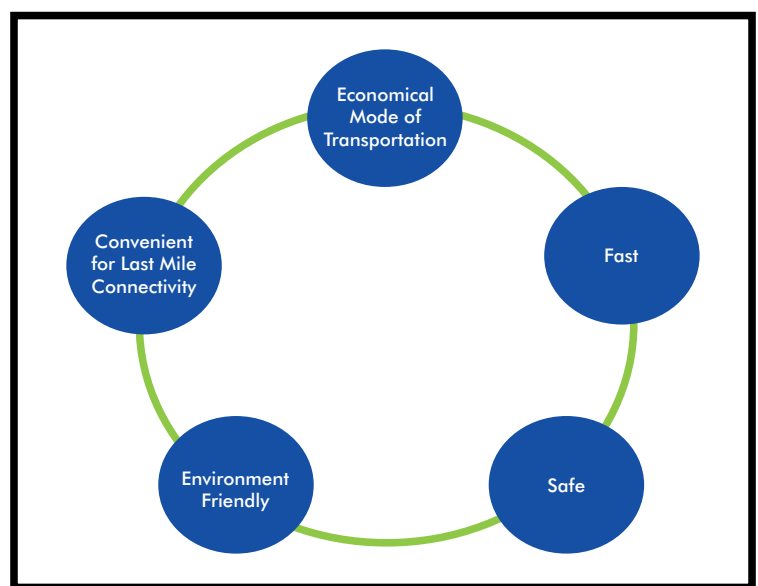 Economical
Mode of
Transportation
Fast
Safe
Environment
Friendly
Convenient
for Last Mile
Connectivity